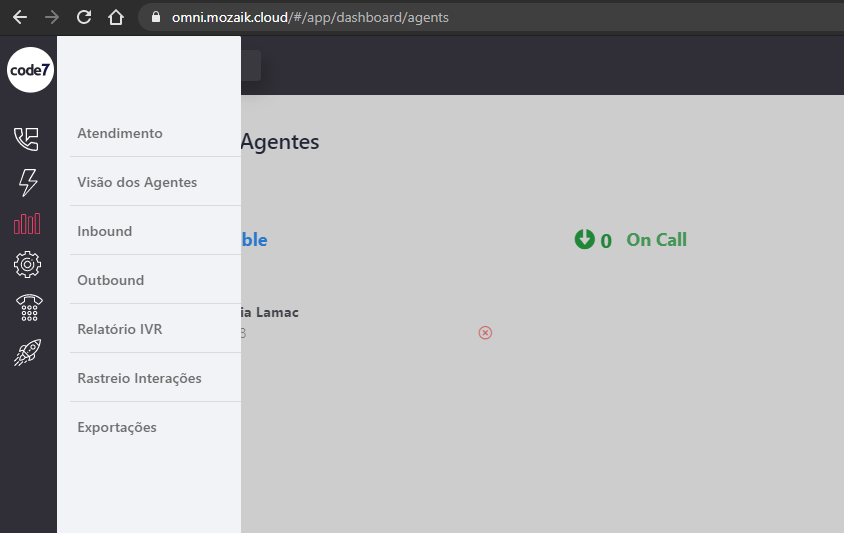 omni.mozaik.cloud/#/app/dashboard/agents
code7
Atendimento
Visão dos Agentes
Inbound
Outbound
Relatório IVR
Rastreio Interações
Exportações
Agentes
ble
0 On Call
ia Lamac